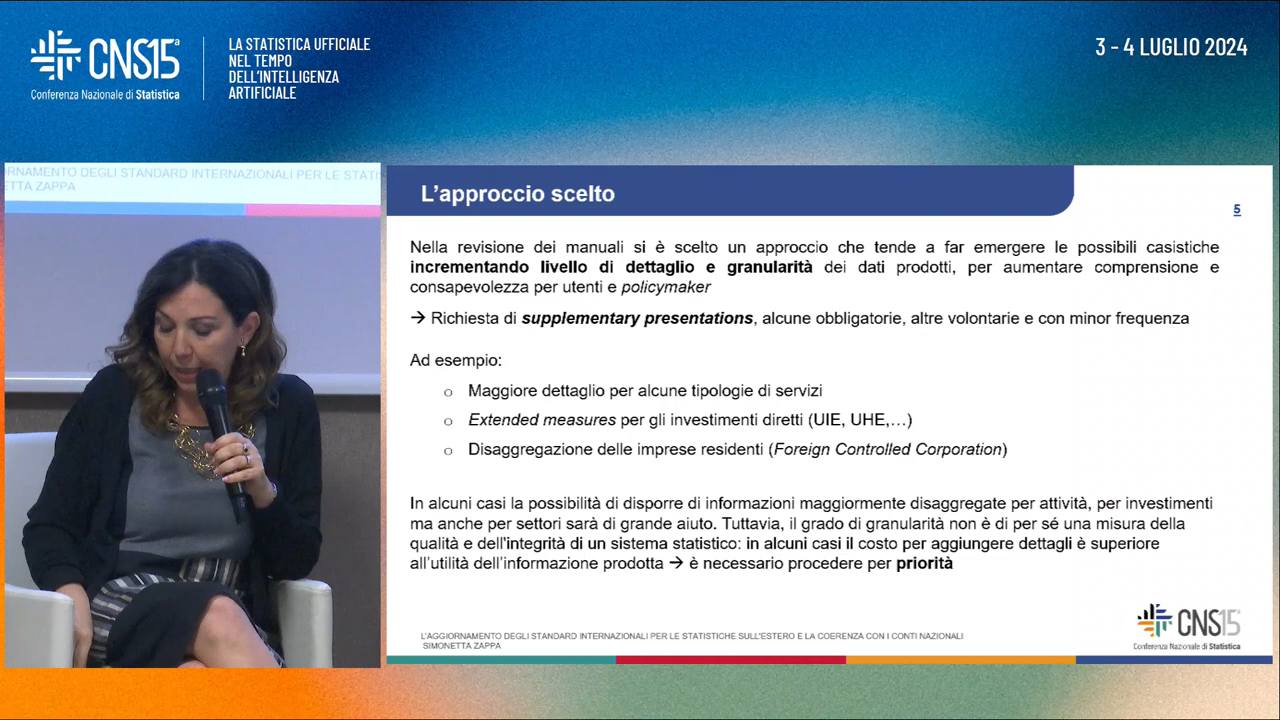 CNS15ª
Conferenza Nazionale di Statistica
LA STATISTICA UFFICIALE
NEL TEMPO
DELL'INTELLIGENZA
ARTIFICIALE
3 - 4 LUGLIO 2024
DEGLI STANDARD INTERNAZIONALI PER LE
ZAPPA
L'approccio scelto
5
Nella revisione dei manuali si è scelto un approccio che tende a far emergere le possibili casistiche
incrementando livello di dettaglio e granularità dei dati prodotti, per aumentare comprensione e
consapevolezza per utenti e policymaker
→ Richiesta di supplementary presentations, alcune obbligatorie, altre volontarie e con minor frequenza
Ad esempio:
o Maggiore dettaglio per alcune tipologie di servizi
o Extended measures per gli investimenti diretti (UIE, UHE,…)
o Disaggregazione delle imprese residenti (Foreign Controlled Corporation)
In alcuni casi la possibilità di disporre di informazioni maggiormente disaggregate per attività, per investimenti
ma anche per settori sarà di grande aiuto. Tuttavia, il grado di granularità non è di per sé una misura della
qualità e dell'integrità di un sistema statistico: in alcuni casi il costo per aggiungere dettagli è superiore
all'utilità dell'informazione prodotta → è necessario procedere per priorità
L'AGGIORNAMENTO DEGLI STANDARD INTERNAZIONALI PER LE STATISTICHE SULL'ESTERO E LA COERENZA CON I CONTI NAZIONALI
SIMONETTA ZAPPA
CNS15ª
Conferenza Nazionale di Statistica